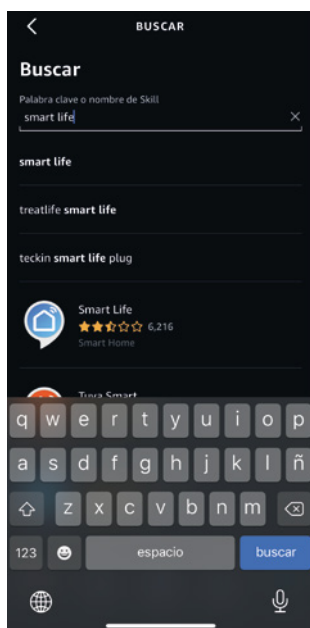 BUSCAR
Buscar
Palabra clave o nombre de Skill
smart life
smart life
treatlife smart life
teckin smart life plug
Smart Life
6,216
Smart Home
Tuya Smart
q w e r t y u i o p
a s d f g h j k l ñ
z x c v b n m
123 espacio buscar